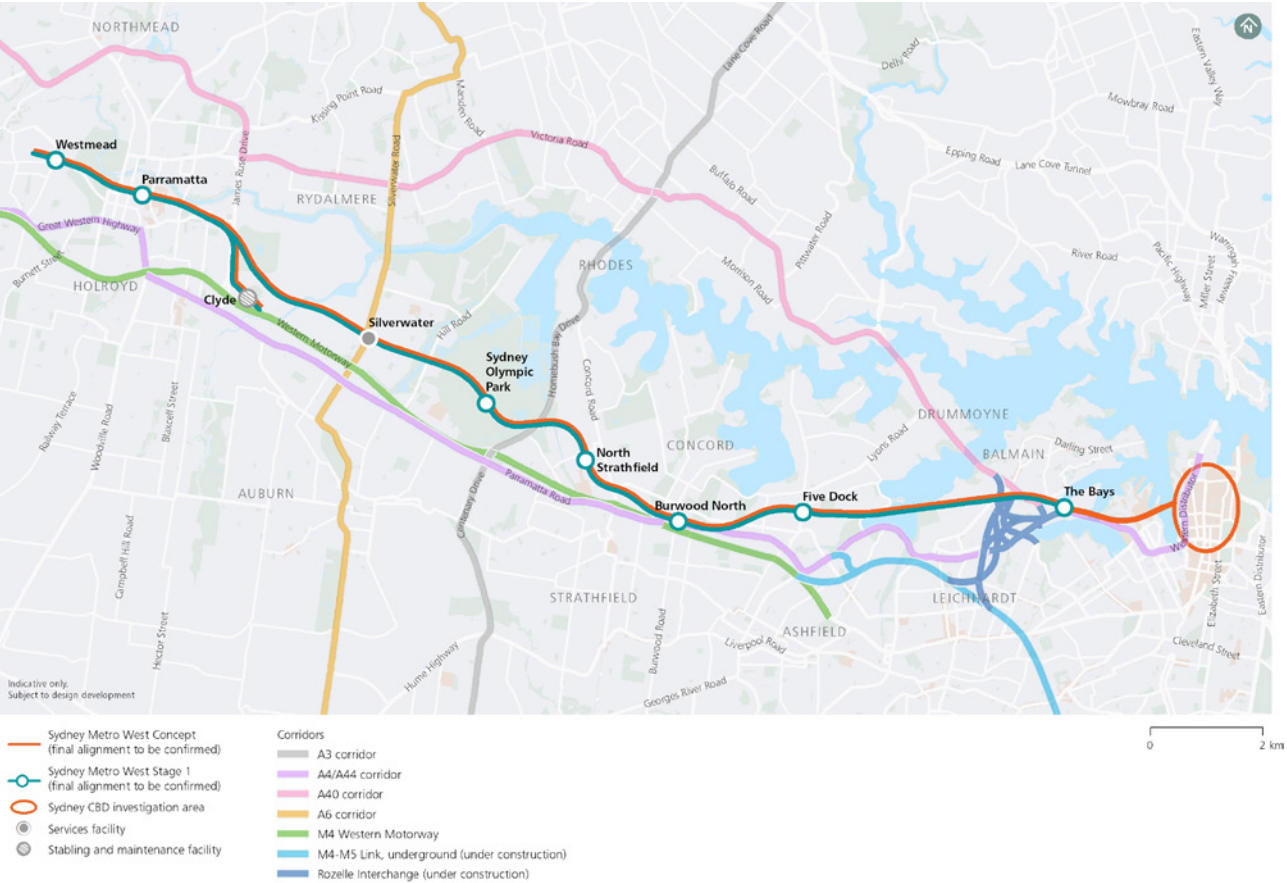 NORTHMEAD
N
Lane Cove Road
Delhi Road
Eastern Valley Way
Kissing Point Road
Marsden Road
Mowbray Road
Westmead
Victoria Road
James Ruse Drive
Silverwater Road
Epping Road
Lane Cove Tunnel
Parramatta
Buffalo Road
RYDALMERE
Great Western Highway
Pittwater Road
River Road
Pacific Highway
Miller Street
Warringah Freeway
Burnett Street
HOLROYD
RHODES
Morrison Road
Clyde
Silverwater
Hill Road
Western Motorway
Homebush Bay Drive
Sydney
Olympic
Park
Concord Road
Railway Terrace
Woodville Road
Blaxcell Street
DRUMMOYNE
Lyons Road
Darling Street
CONCORD
BALMAIN
North
Strathfield
AUBURN
Parramatta Road
Centenary Drive
Burwood North
Five Dock
The Bays
Western Distributor
Campbell Hill Road
Hector Street
STRATHFIELD
LEICHHARDT
Elizabeth Street
Eastern Distributor
ASHFIELD
Burwood Road
Liverpool Road
Cleveland Street
Hume Highway
Georges River Road
Indicative only.
Subject to design development
Sydney Metro West Concept
(final alignment to be confirmed)
Sydney Metro West Stage 1
(final alignment to be confirmed)
Sydney CBD investigation area
Services facility
Stabling and maintenance facility
Corridors
A3 corridor
A4/A44 corridor
A40 corridor
A6 corridor
M4 Western Motorway
M4-M5 Link, underground (under construction)
Rozelle Interchange (under construction)
0 2 km